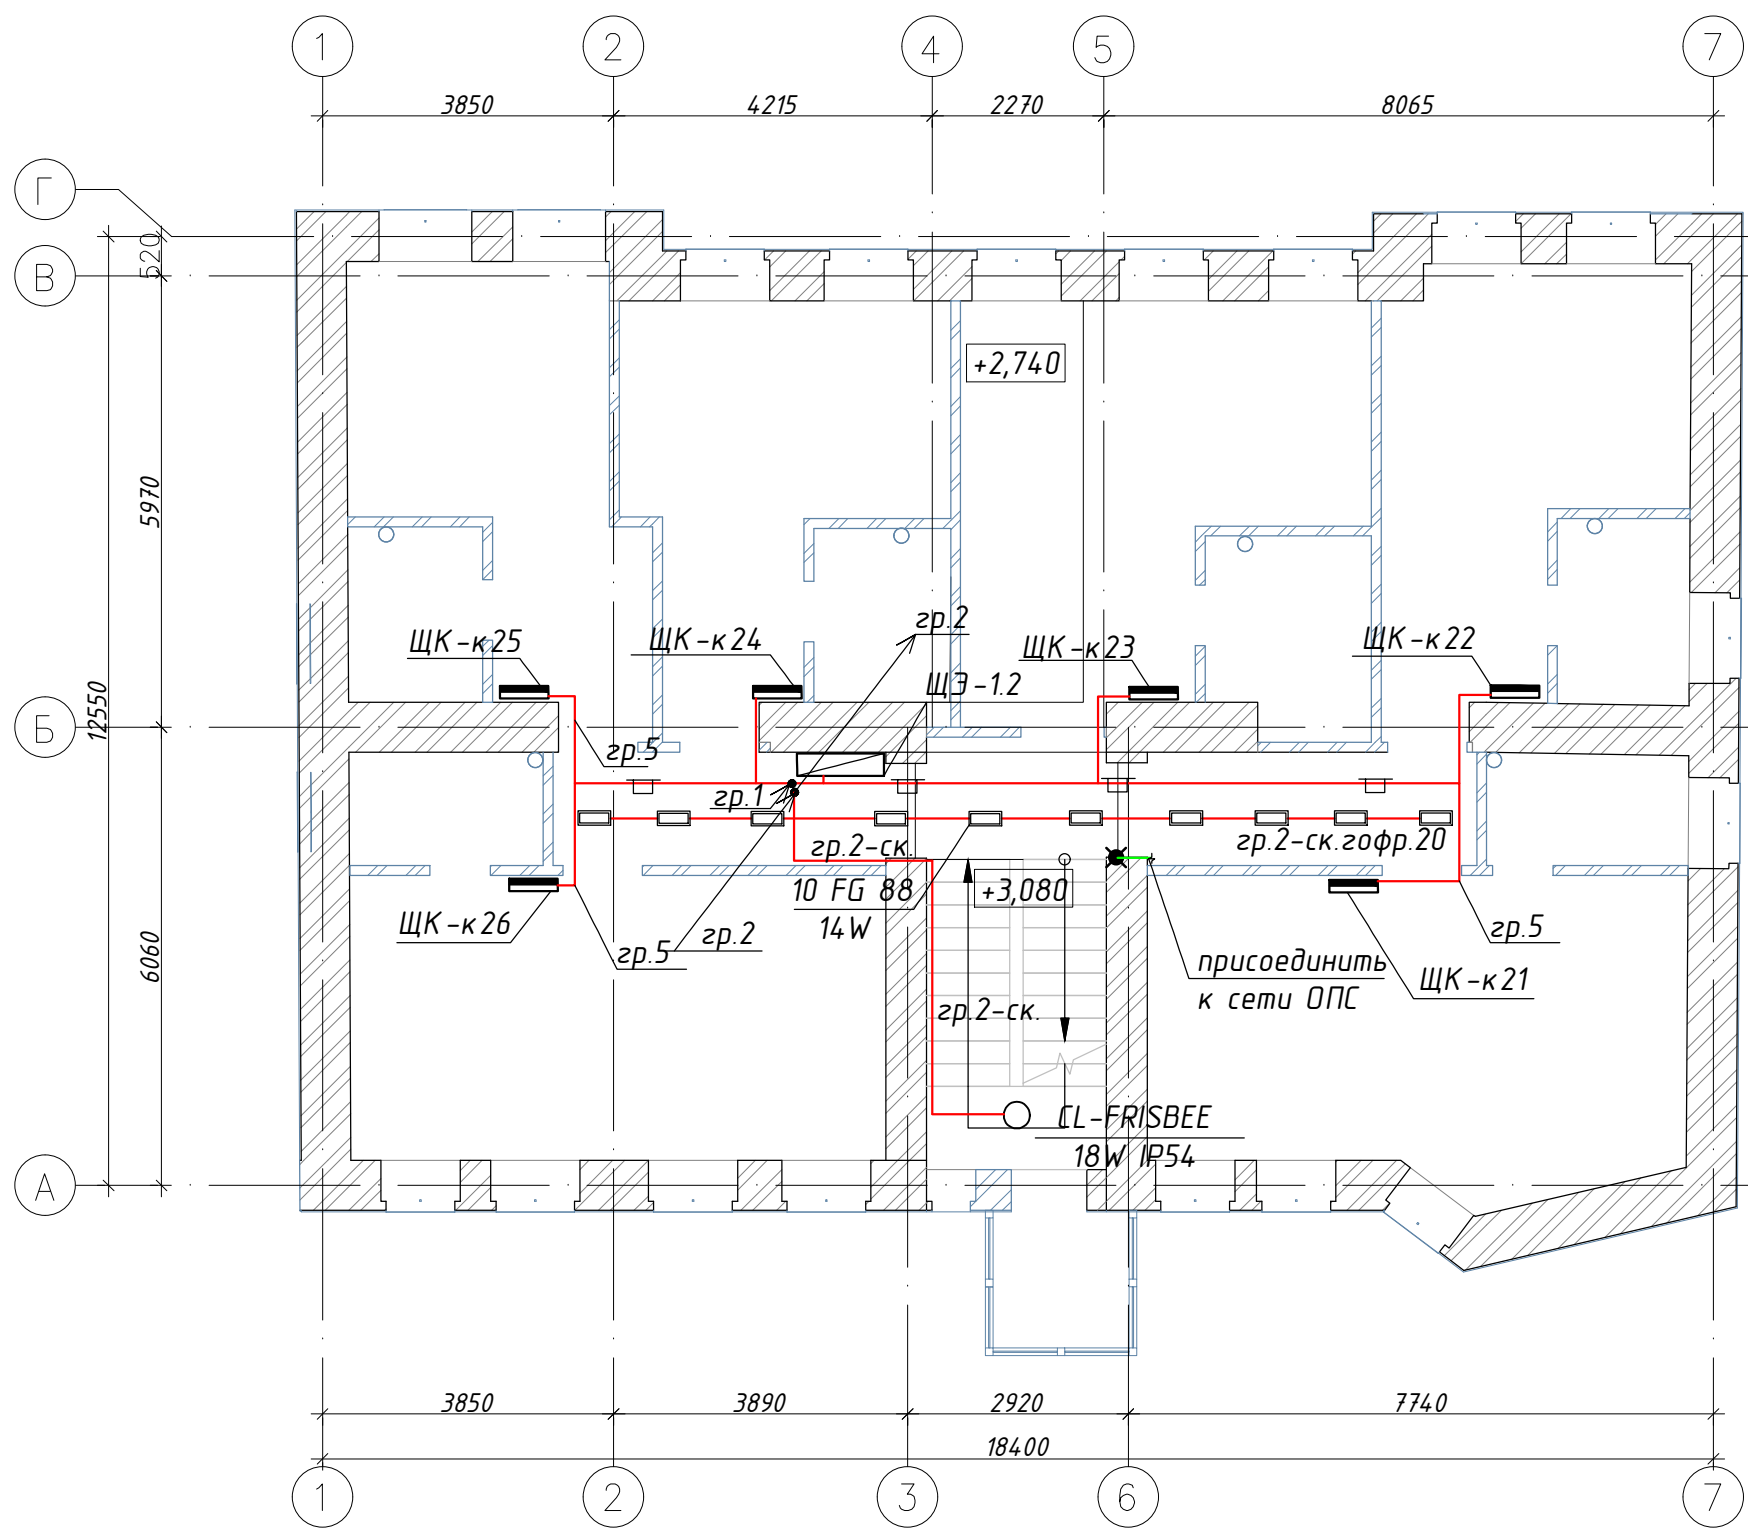 1
2
4
5
7
3850
4215
2270
8065
Г
520
В
+2,740
5970
12550
гр.2
ЩК-к25
ЩК-к24
ЩК-к23
ЩК-к22
ЩЭ-1.2
Б
гр.5
гр.1
гр.2-ск.
гр.2-ск.гофр.20
10 FG 88
14W
+3,080
ЩК-к26
гр.2
гр.5
гр.5
6060
присоединить
к сети ОПС
ЩК-к21
гр.2-ск.
CL-FRISBEE
18W IP54
А
3850
3890
2920
7740
18400
1
2
3
6
7